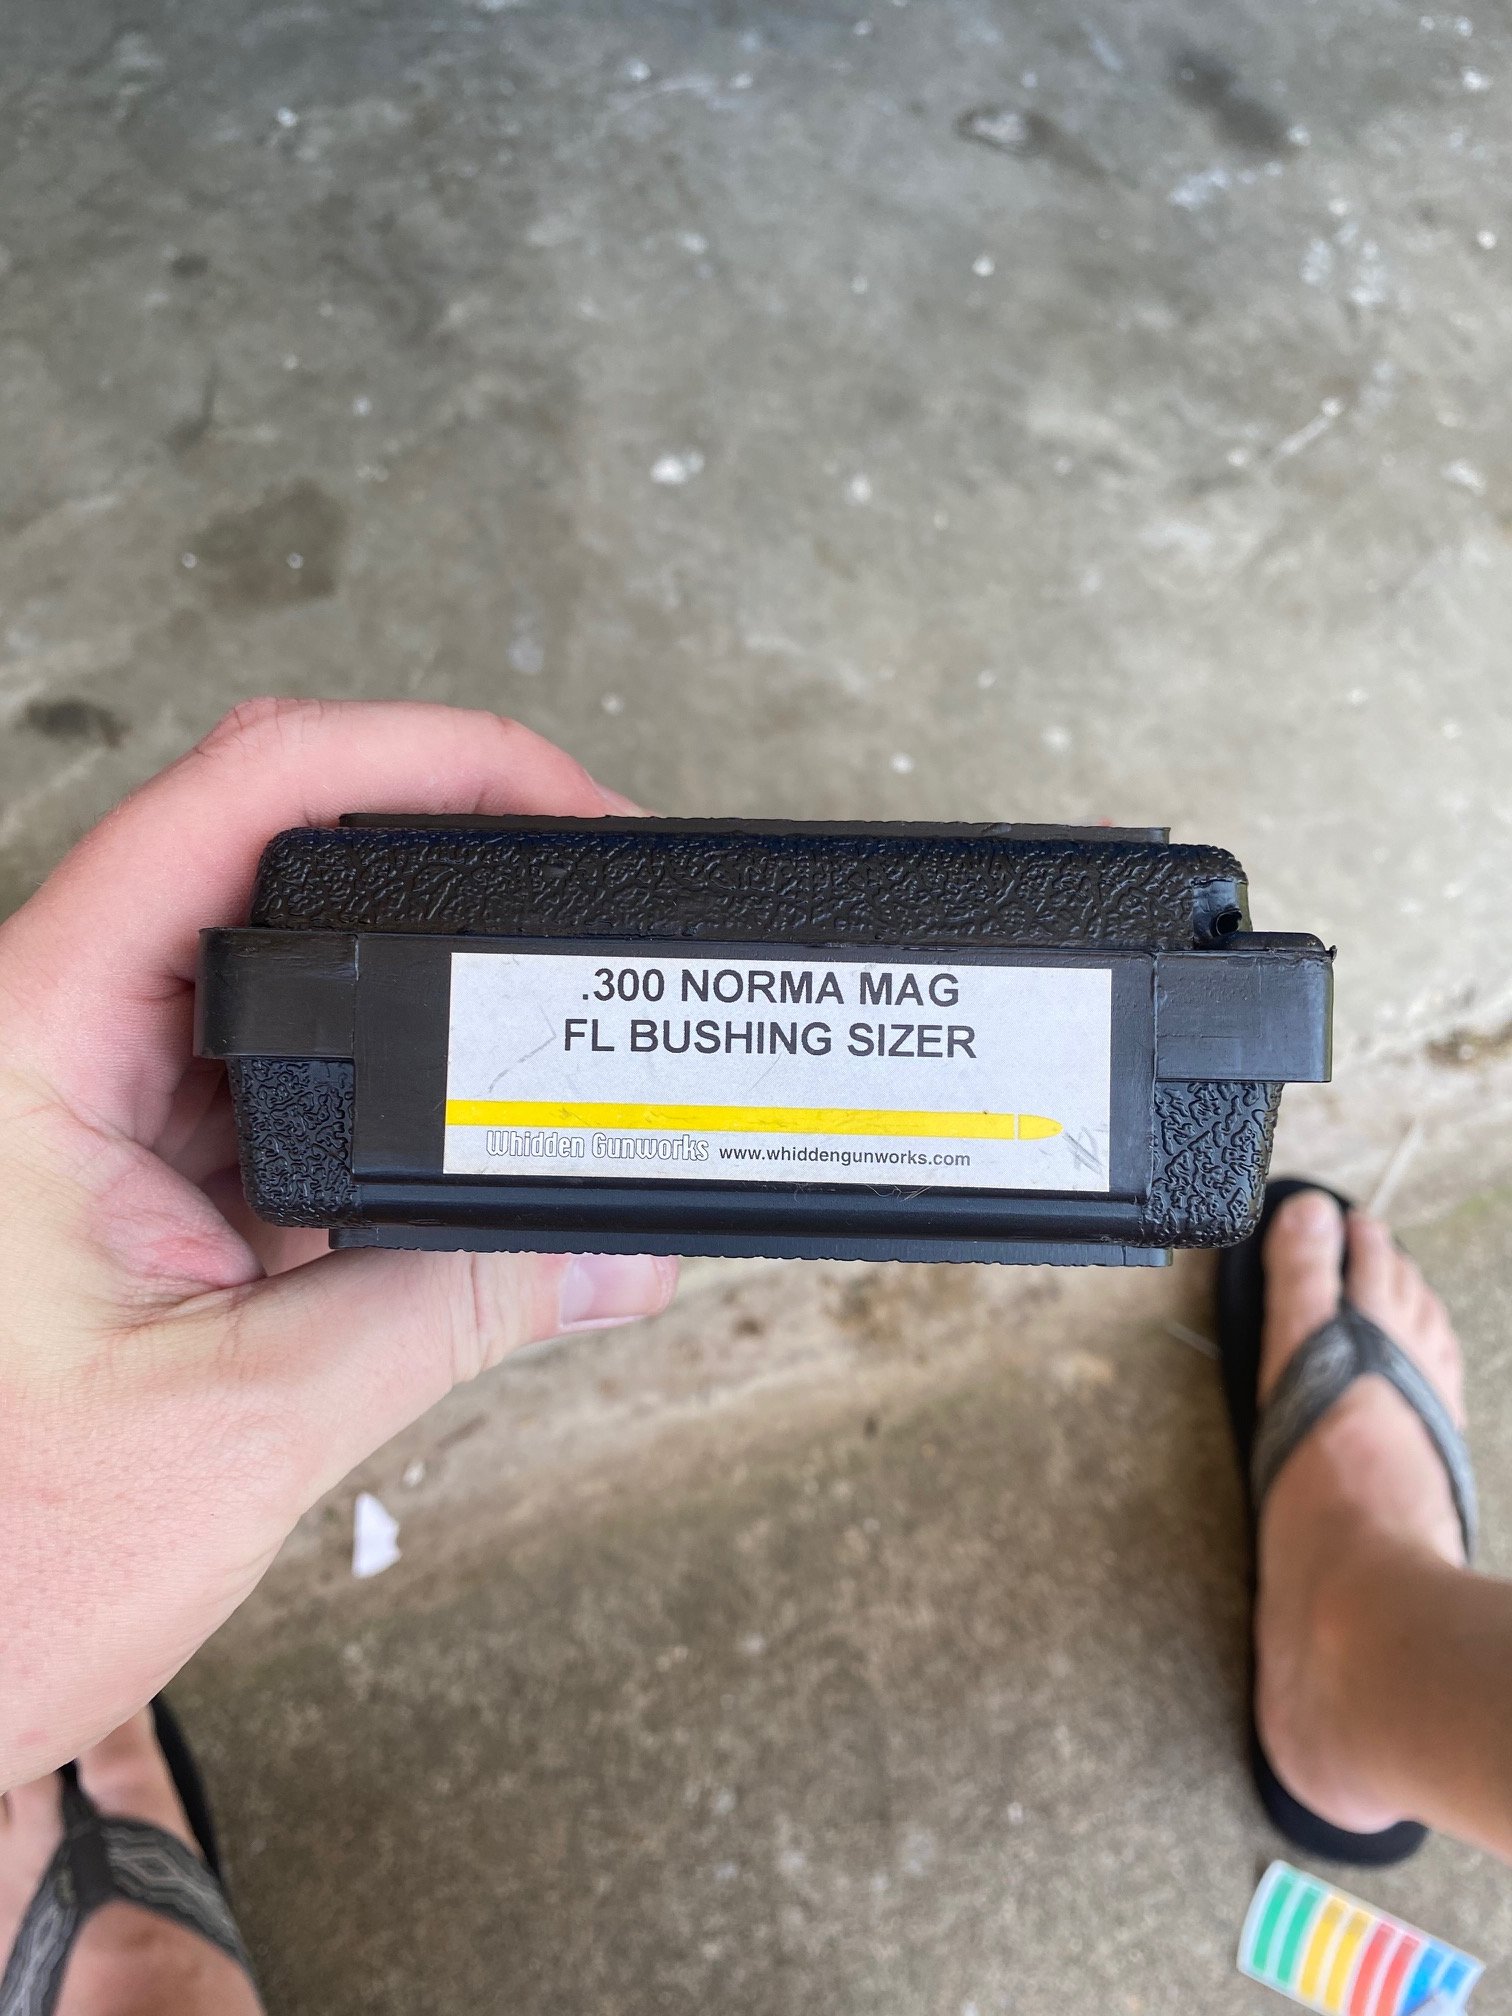 .300 NORMA MAG
FL BUSHING SIZER
Whidden Gunworks www.whiddengunworks.com